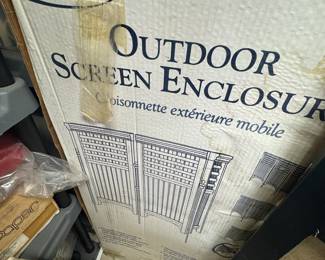 OUTDOOR
SCREEN ENCLOSUR
Cloisonnette extérieure mobile